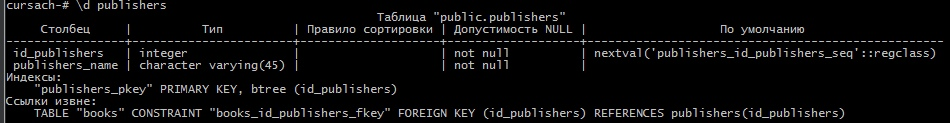 cursach-# \d publishers
Таблица "public.publishers"
Столбец | Тип | Правило сортировки | Допустимость NULL | По умолчанию
-----------------+-----------------------+--------------------+-------------------+---------------------------------------------------
id_publishers | integer | | not null | nextval('publishers_id_publishers_seq'::regclass)
publishers_name | character varying(45) | | not null |
Индексы:
"publishers_pkey" PRIMARY KEY, btree (id_publishers)
Ссылки извне:
TABLE "books" CONSTRAINT "books_id_publishers_fkey" FOREIGN KEY (id_publishers) REFERENCES publishers(id_publishers)